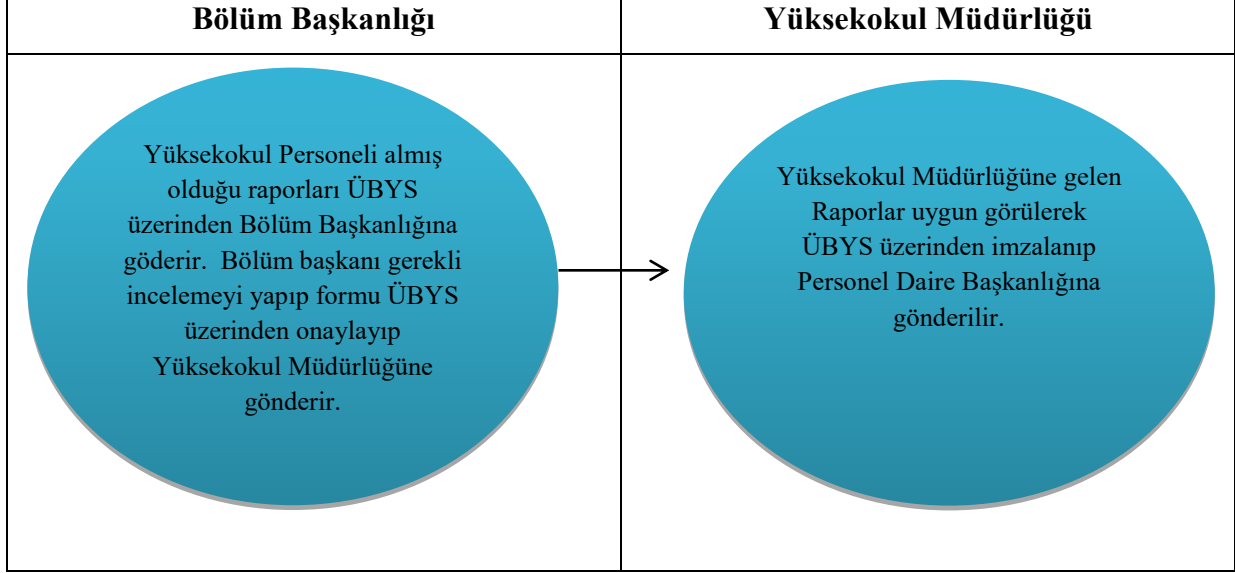 Bölüm Başkanlığı
Yüksekokul Müdürlüğü
Yüksekokul Personeli almış
olduğu raporları ÜBYS
üzerinden Bölüm Başkanlığına
göderir. Bölüm başkanı gerekli
incelemeyi yapıp formu ÜBYS
üzerinden onaylayıp
Yüksekokul Müdürlüğüne
gönderir.
Yüksekokul Müdürlüğüne gelen
Raporlar uygun görülerek
ÜBYS üzerinden imzalanıp
Personel Daire Başkanlığına
gönderilir.